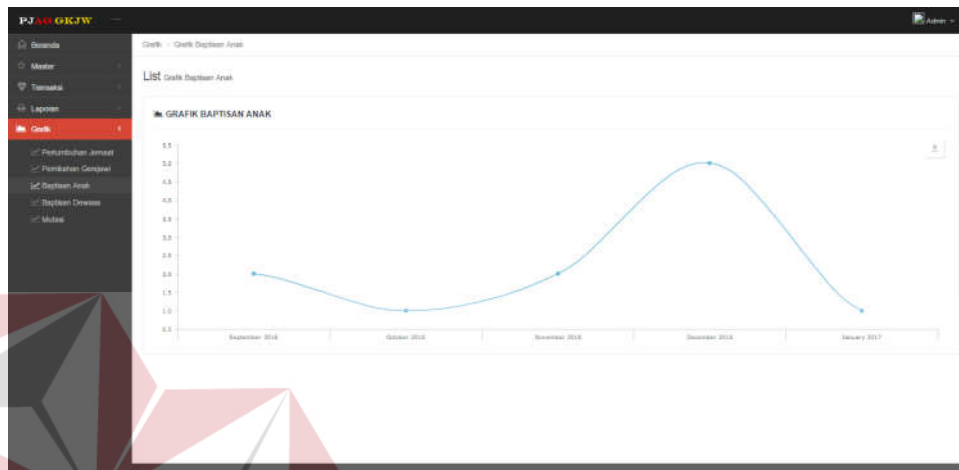 PJAG GKJW
Admin
Beranda
Master
Transaksi
Laporan
Grafik
Pertumbuhan Jemaat
Pernikahan Gerejawi
Baptisan Anak
Baptisan Dewasa
Mutasi
Grafik > Grafik Baptisan Anak
List Grafik Baptisan Anak
GRAFIK BAPTISAN ANAK
5.5
5.0
4.5
4.0
3.5
3.0
2.5
2.0
1.5
1.0
0.5
September 2016
October 2016
November 2016
December 2016
January 2017